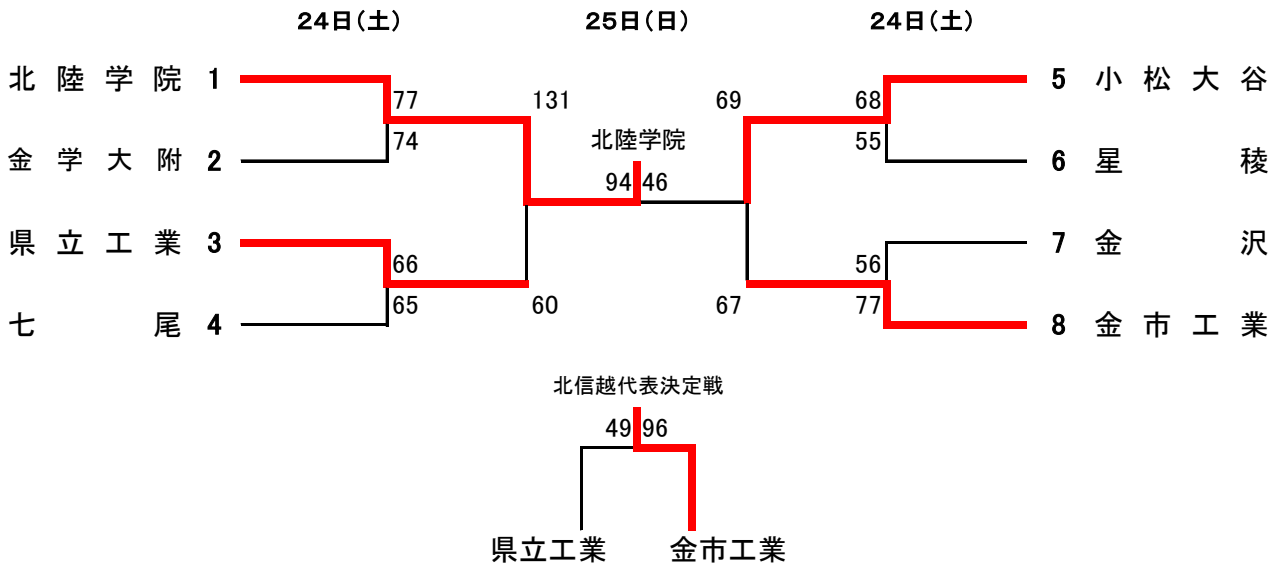 24日(土) 25日(日) 24日(土)
北陸学院 1 5 小松大谷
77 131 69 68
74 北陸学院 55
金学大附 2 6 星稜
94 46
県立工業 3 7 金沢
66 56
65 60 67 77
七尾 4 8 金市工業
北信越代表決定戦
49 96
県立工業 金市工業